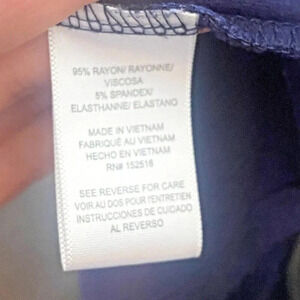 95% RAYON/ RAYONNE/
VISCOSA
5% SPANDEX/
ELASTHANNE/ ELASTANO
MADE IN VIETNAM
FABRIQUÉ AU VIETNAM
HECHO EN VIETNAM
RN# 152516
SEE REVERSE FOR CARE
VOIR AU DOS POUR L'ENTRETIEN
INSTRUCCIONES DE CUIDADO
AL REVERSO